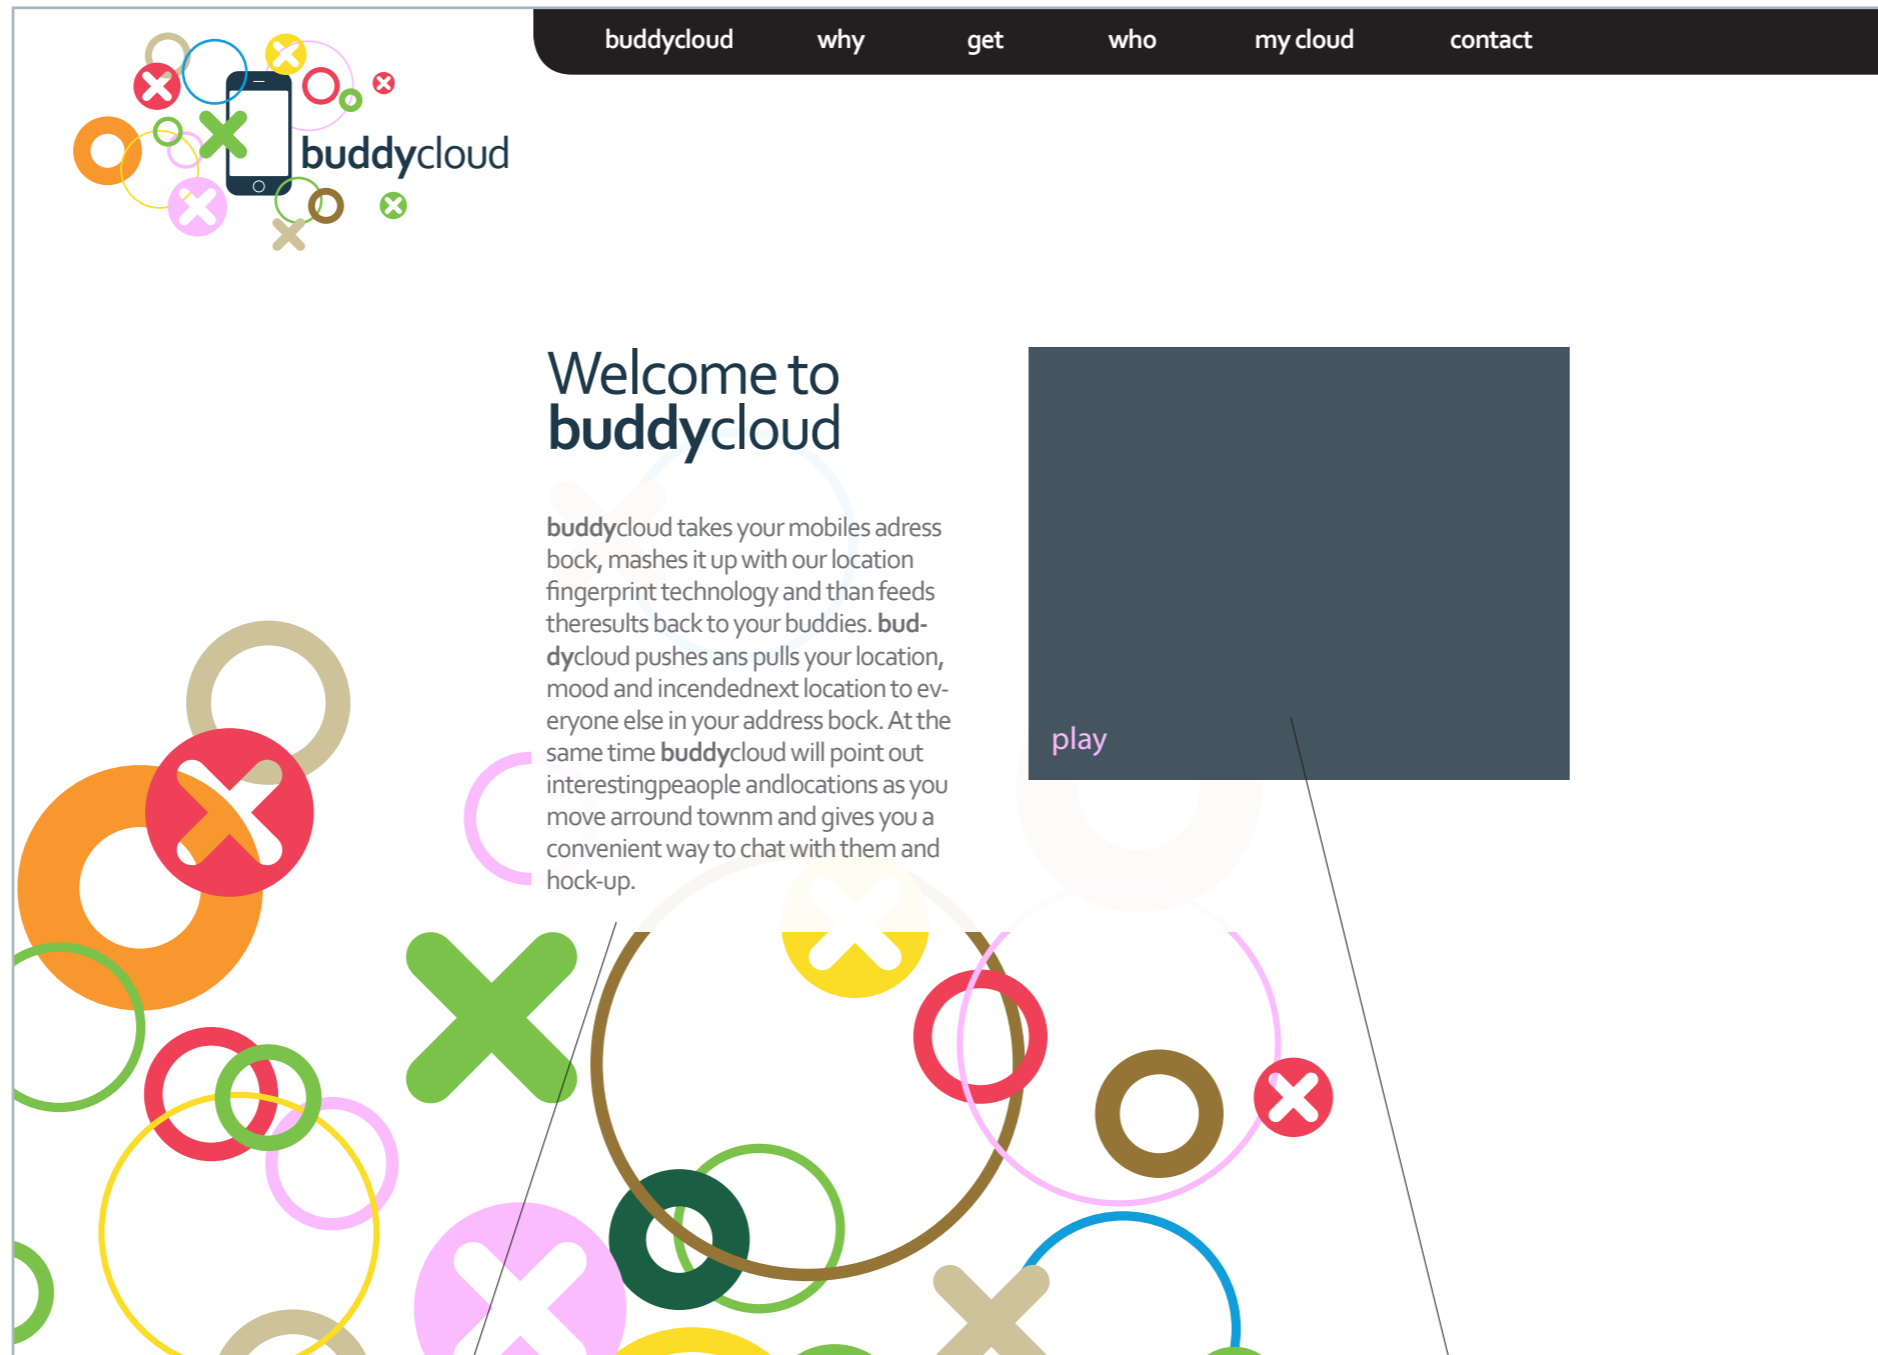 buddycloud why get who my cloud contact
buddycloud
Welcome to
buddycloud
buddycloud takes your mobiles adress
bock, mashes it up with our location
fingerprint technology and than feeds
theresults back to your buddies. bud-
dycloud pushes ans pulls your location,
mood and incendednext location to ev-
eryone else in your address bock. At the
same time buddycloud will point out
interestingpeaople andlocations as you
move arround townm and gives you a
convenient way to chat with them and
hock-up.
play